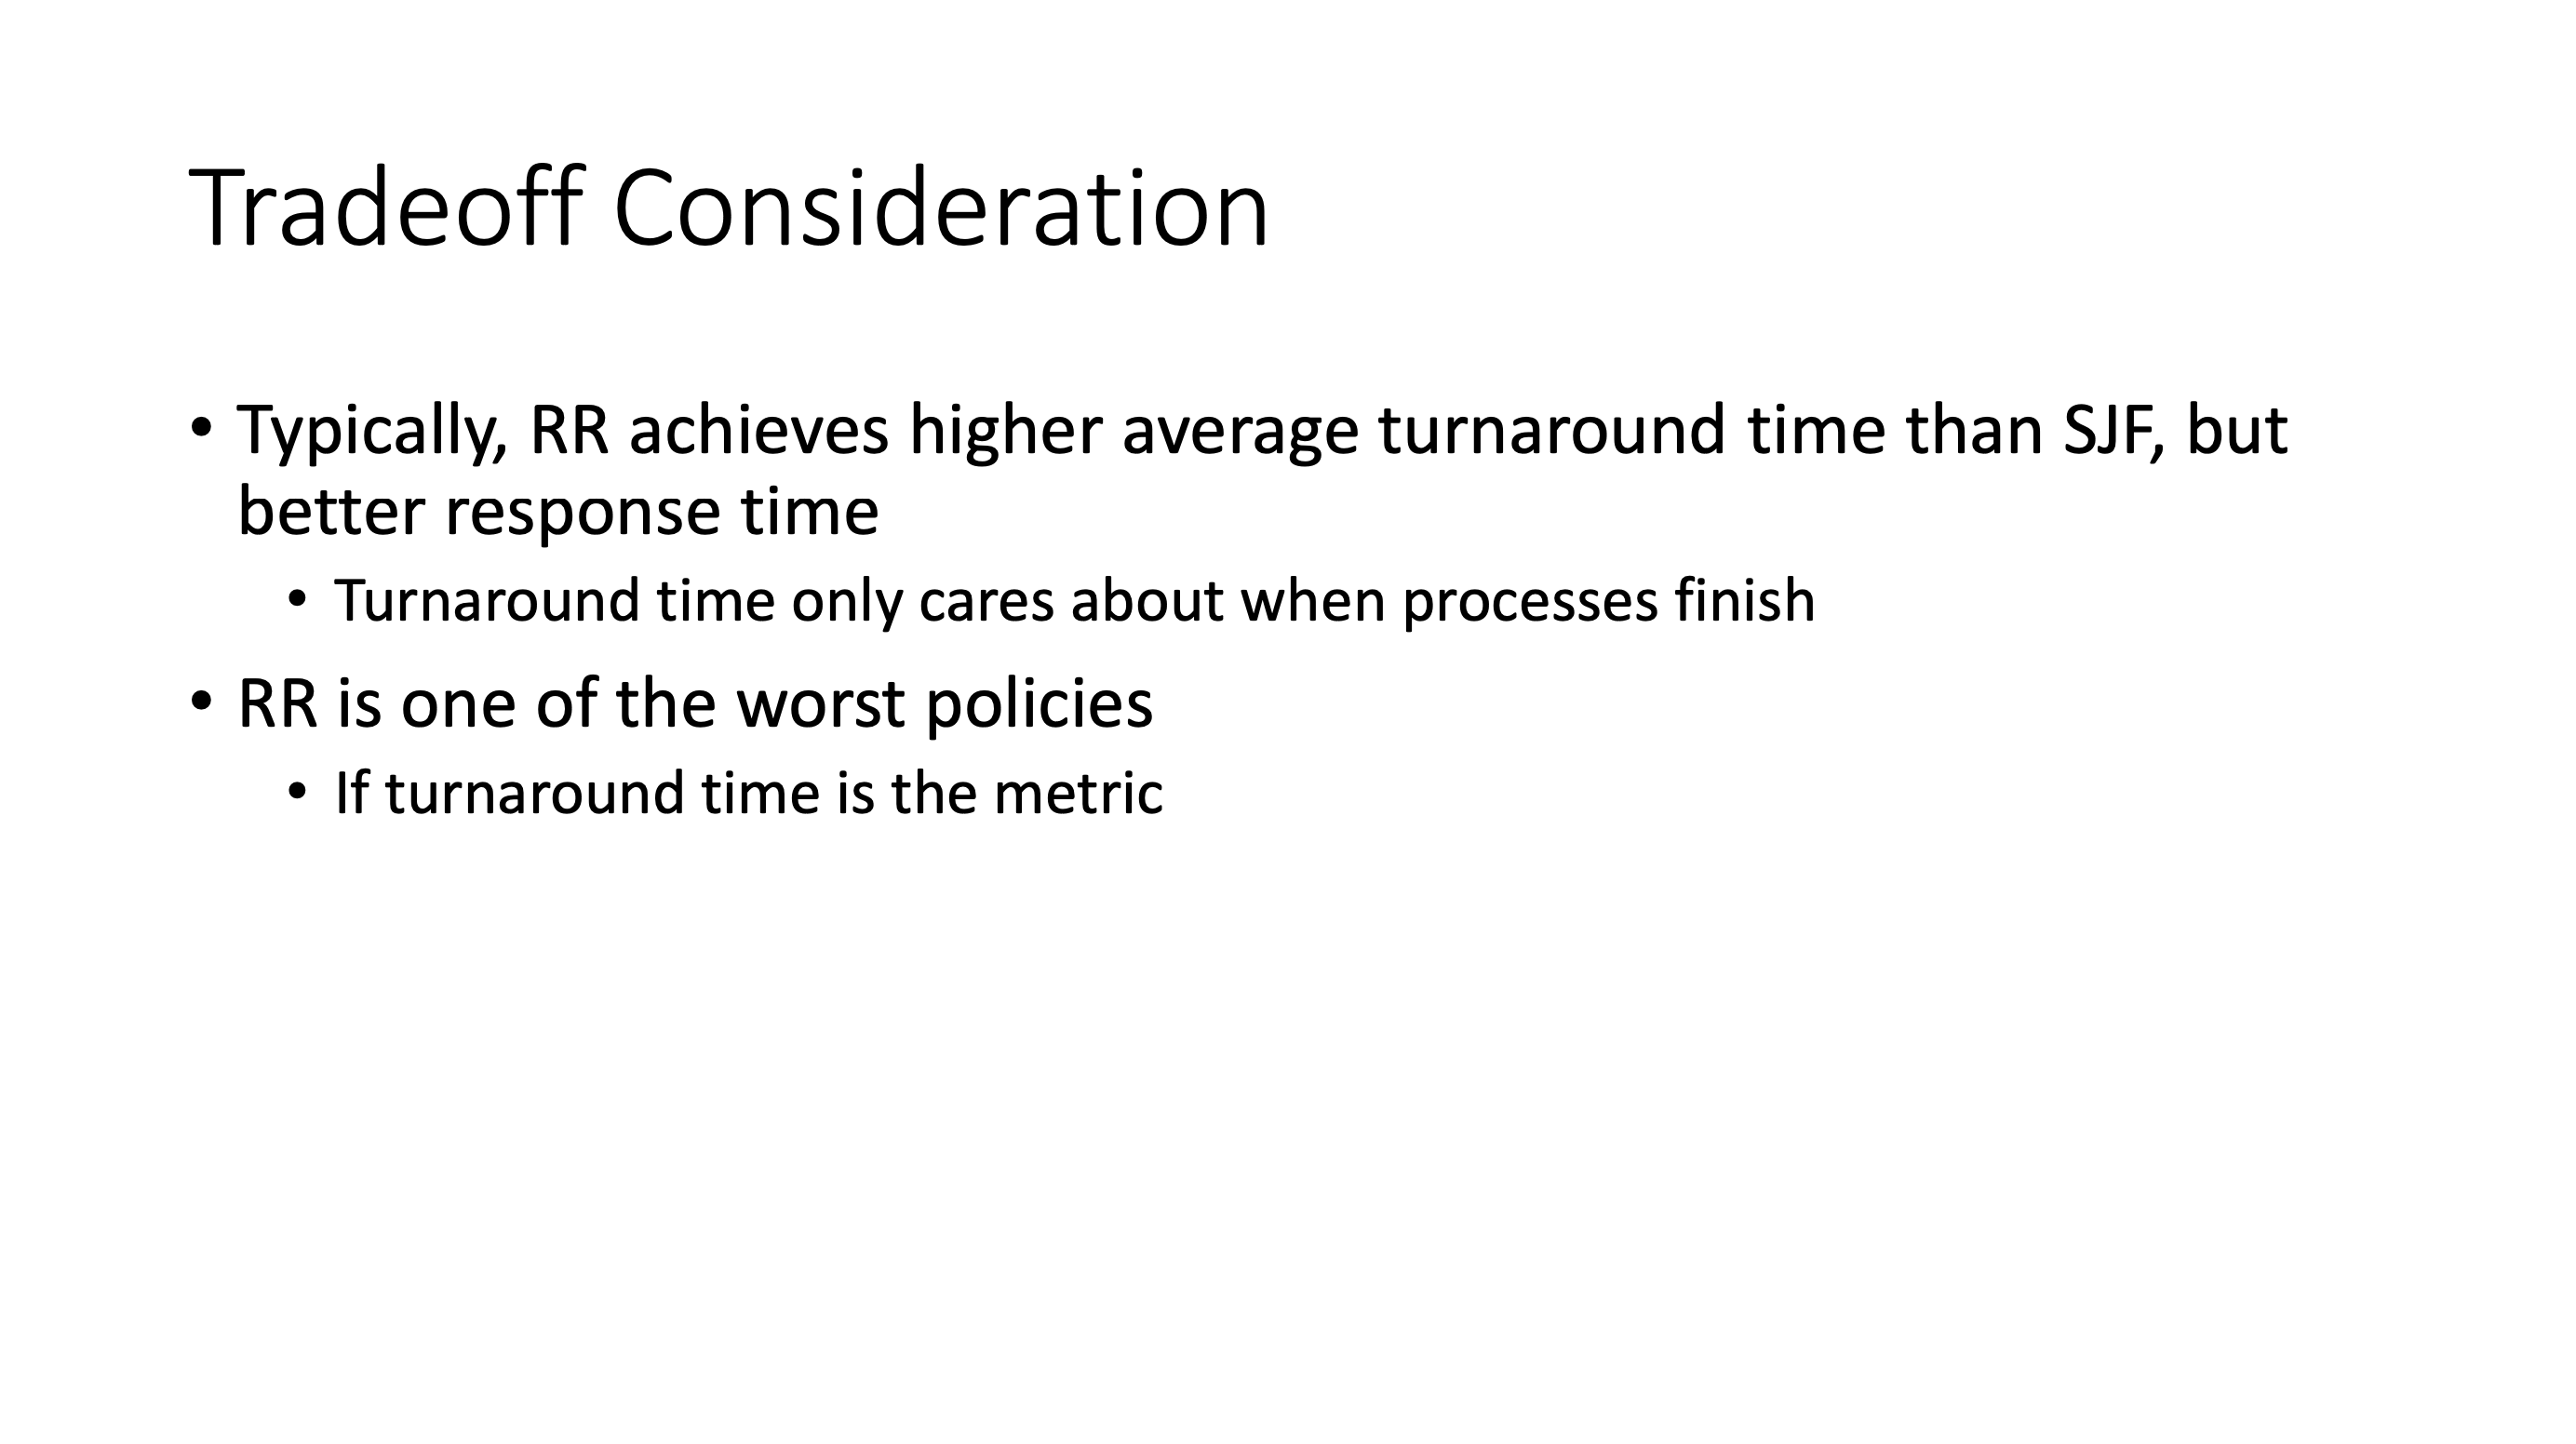 Tradeoff Consideration
• Typically, RR achieves higher average turnaround time than SJF, but
better response time
• Turnaround time only cares about when processes finish
• RR is one of the worst policies
• If turnaround time is the metric